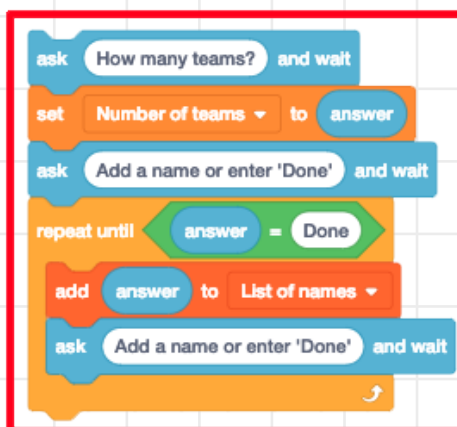 ask How many teams? and wait
set Number of teams to answer
ask Add a name or enter 'Done' and wait
repeat until answer = Done
add answer to List of names
ask Add a name or enter 'Done' and wait